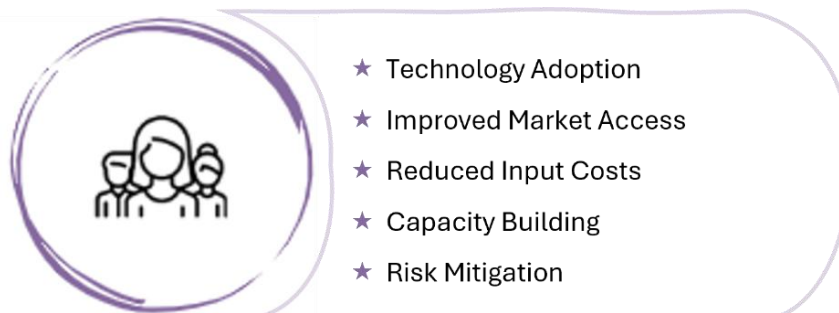 Technology Adoption
Improved Market Access
Reduced Input Costs
Capacity Building
Risk Mitigation